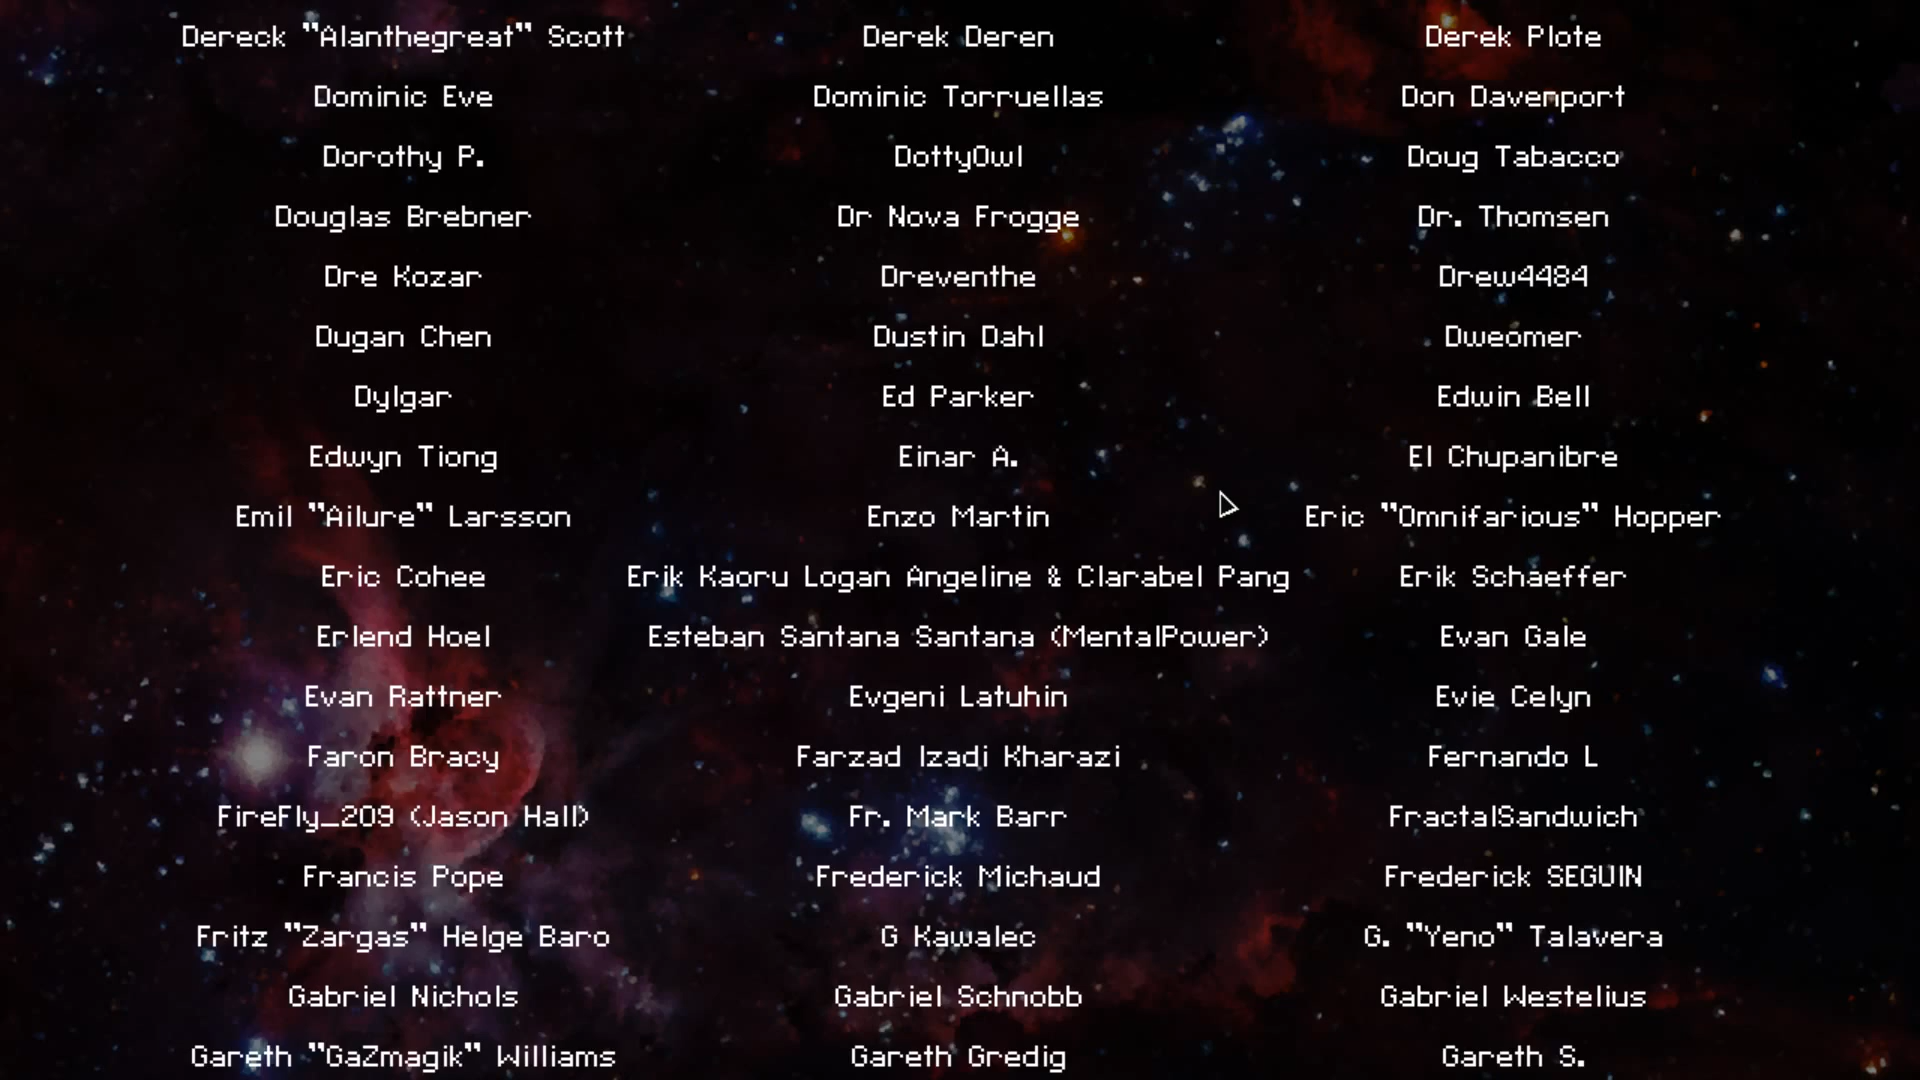 Dereck "Alanthegreat" Scott
Derek Deren
Derek Plote
Dominic Eve
Dominic Torruellas
Don Davenport
Dorothy P.
DottyOwl
Doug Tabacco
Douglas Brebner
Dr Nova Frogge
Dr. Thomsen
Dre Kozar
Dreventhe
Drew4484
Dugan Chen
Dustin Dahl
Dweomer
Dylgar
Ed Parker
Edwin Bell
Edwyn Tiong
Einar A.
El Chupanibre
Emil "Ailure" Larsson
Enzo Martin
Eric "Omnifarious" Hopper
Eric Cohee
Erik Kaoru Logan Angeline & Clarabel Pang
Erik Schaeffer
Erlend Hoel
Esteban Santana Santana (MentalPower)
Evan Gale
Evan Rattner
Evgeni Latuhin
Evie Celyn
Faron Bracy
Farzad Izadi Kharazi
Fernando L
FireFly_209 (Jason Hall)
Fr. Mark Barr
FractalSandwich
Francis Pope
Frederick Michaud
Frederick SEGUIN
Fritz "Zargas" Helge Baro
G Kawalec
G. "Yeno" Talavera
Gabriel Nichols
Gabriel Schnobb
Gabriel Westelius
Gareth "GaZmagik" Williams
Gareth Gredig
Gareth S.